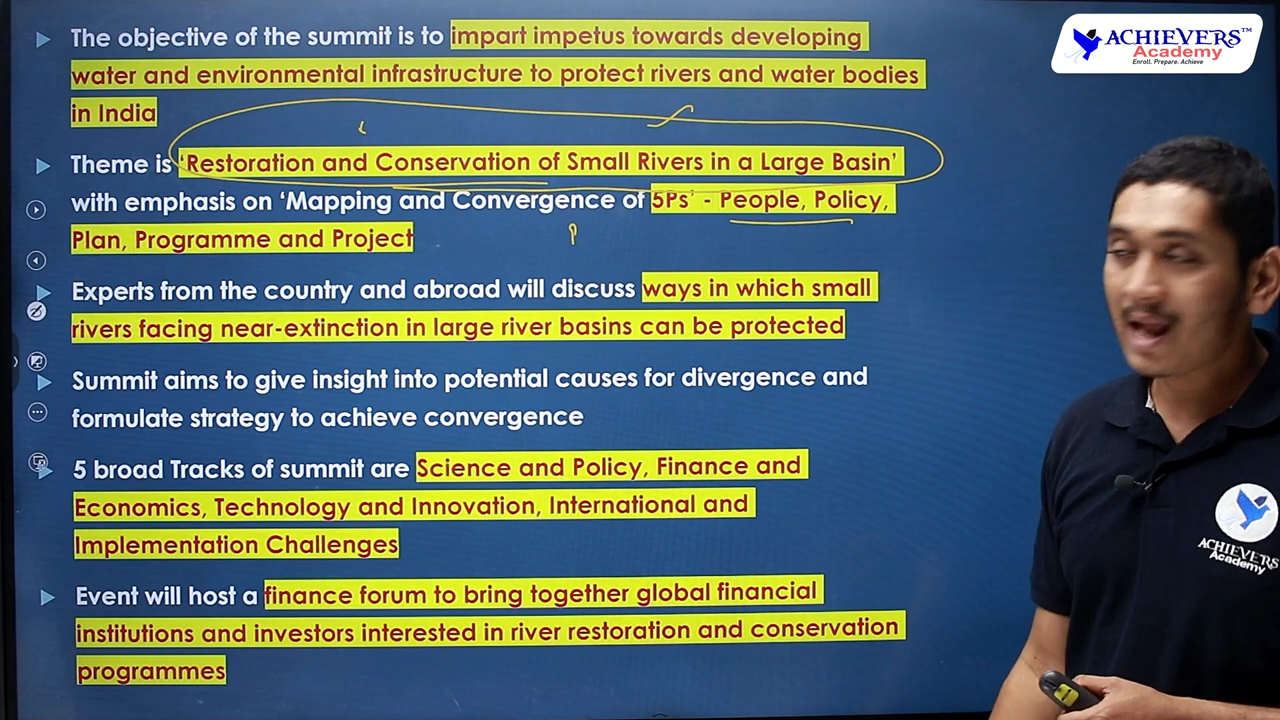 The objective of the summit is to impart impetus towards developing
water and environmental infrastructure to protect rivers and water bodies
in India
Theme is ‘Restoration and Conservation of Small Rivers in a Large Basin’
with emphasis on ‘Mapping and Convergence of 5Ps’ - People, Policy,
Plan, Programme and Project
Experts from the country and abroad will discuss ways in which small
rivers facing near-extinction in large river basins can be protected
Summit aims to give insight into potential causes for divergence and
formulate strategy to achieve convergence
5 broad Tracks of summit are Science and Policy, Finance and
Economics, Technology and Innovation, International and
Implementation Challenges
Event will host a finance forum to bring together global financial
institutions and investors interested in river restoration and conservation
programmes
ACHIEVERS™
Academy
Enroll. Prepare. Achieve
ACHIEVERS
Academy